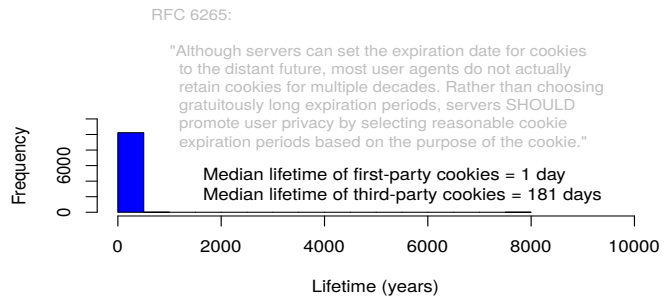 RFC 6265:
"Although servers can set the expiration date for cookies
to the distant future, most user agents do not actually
retain cookies for multiple decades. Rather than choosing
gratuitously long expiration periods, servers SHOULD
promote user privacy by selecting reasonable cookie
expiration periods based on the purpose of the cookie."
Median lifetime of first-party cookies = 1 day
Median lifetime of third-party cookies = 181 days
Frequency
6000
0
0 2000 4000 6000 8000 10000
Lifetime (years)